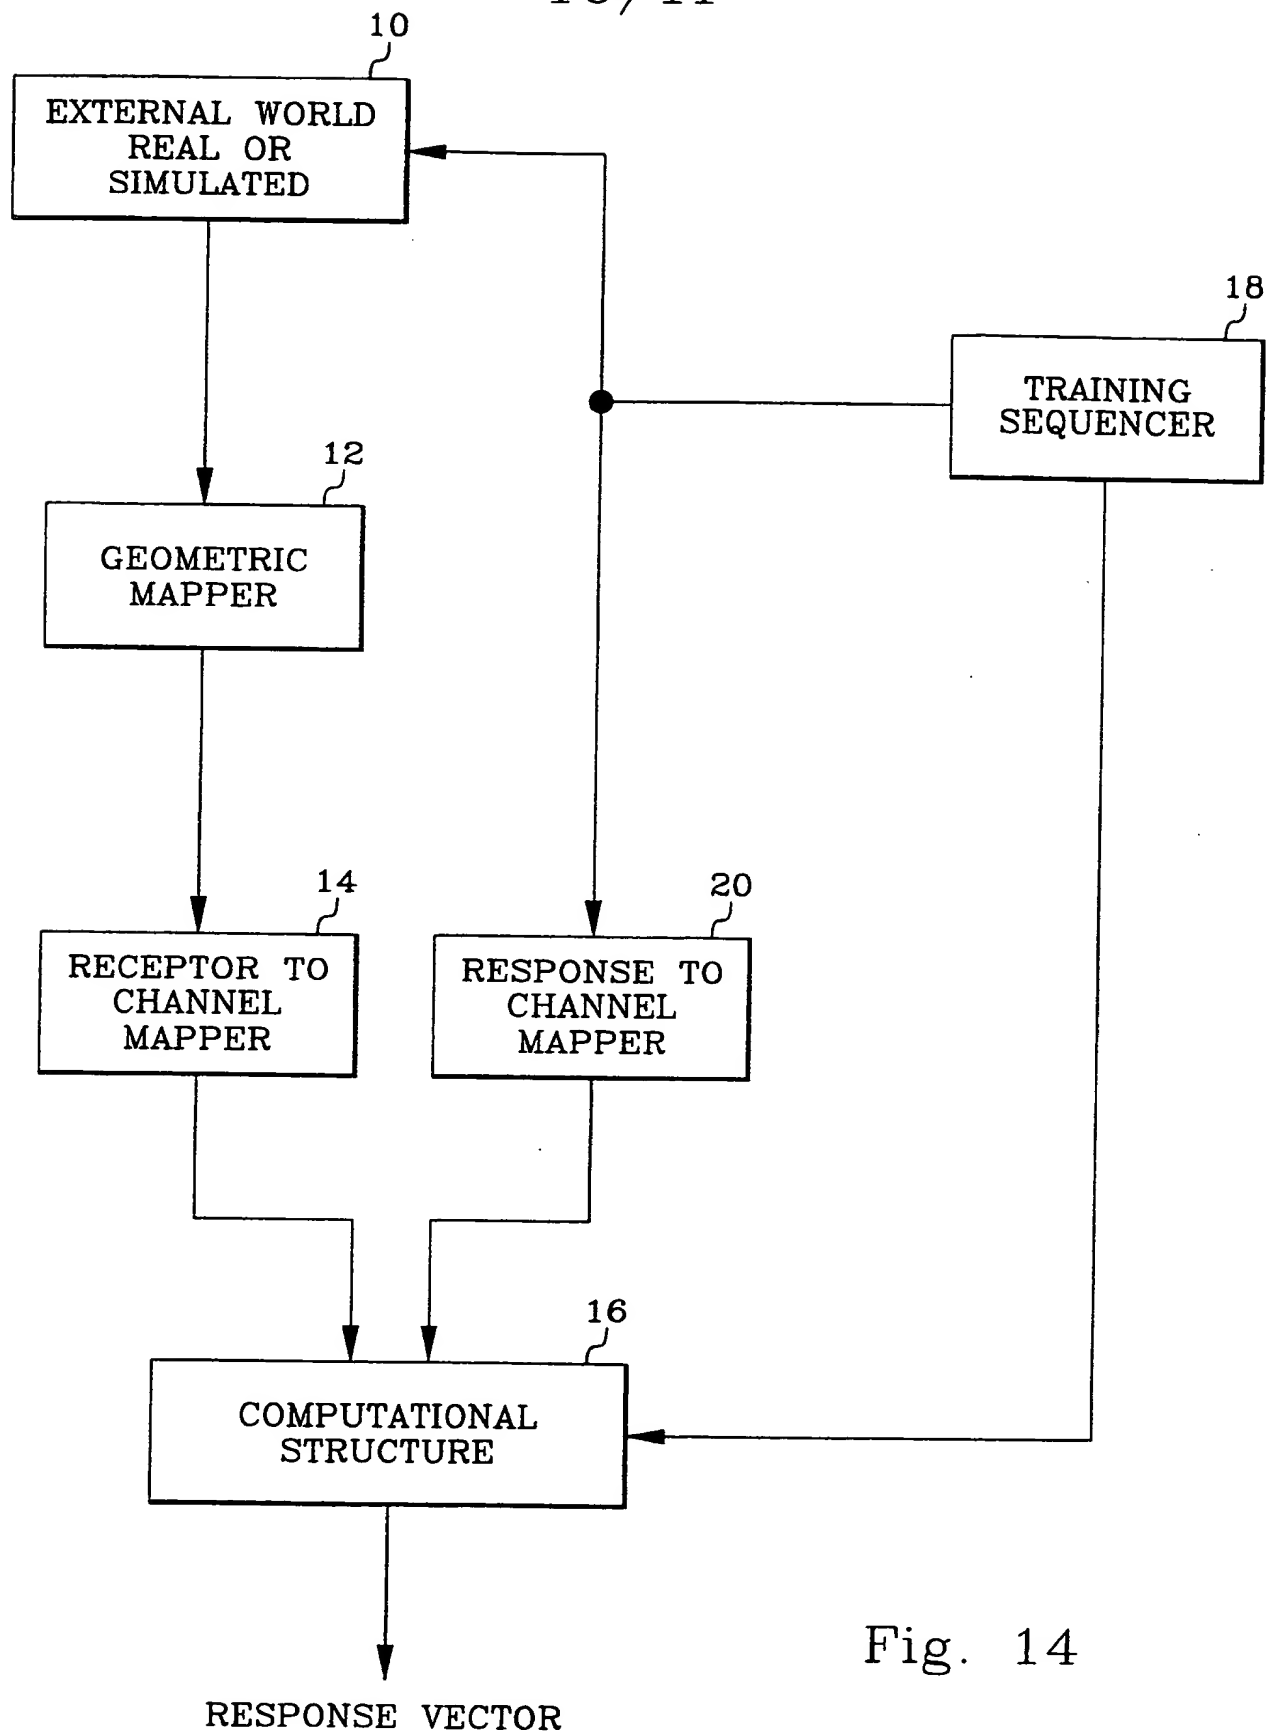 10
EXTERNAL WORLD
REAL OR
SIMULATED
18
TRAINING
SEQUENCER
12
GEOMETRIC
MAPPER
14
RECEPTOR TO
CHANNEL
MAPPER
20
RESPONSE TO
CHANNEL
MAPPER
16
COMPUTATIONAL
STRUCTURE
RESPONSE VECTOR
Fig. 14